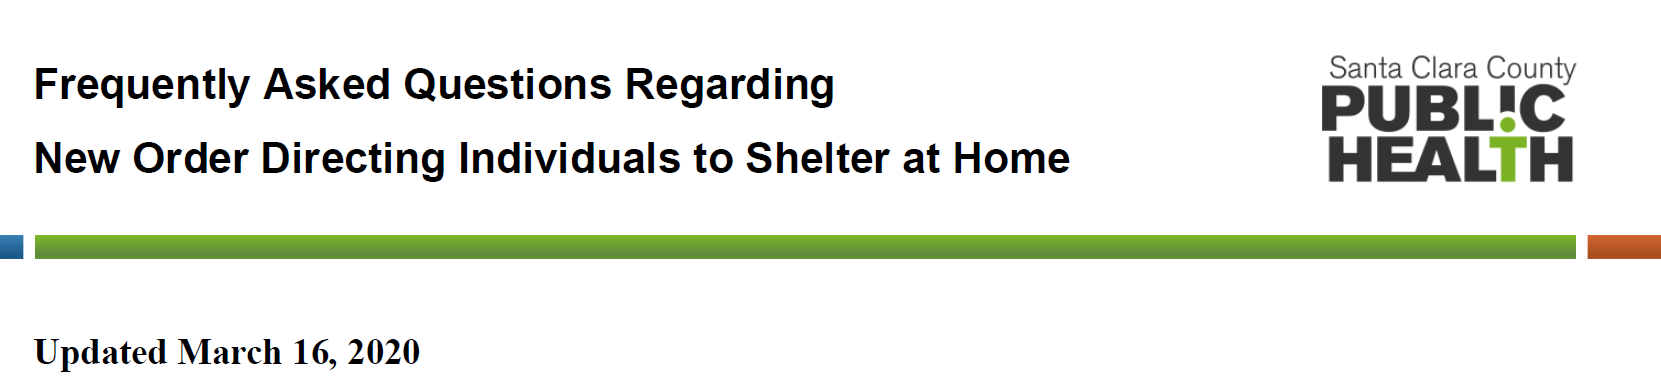 Frequently Asked Questions Regarding
New Order Directing Individuals to Shelter at Home
Santa Clara County
PUBLIC
HEALTH
Updated March 16, 2020